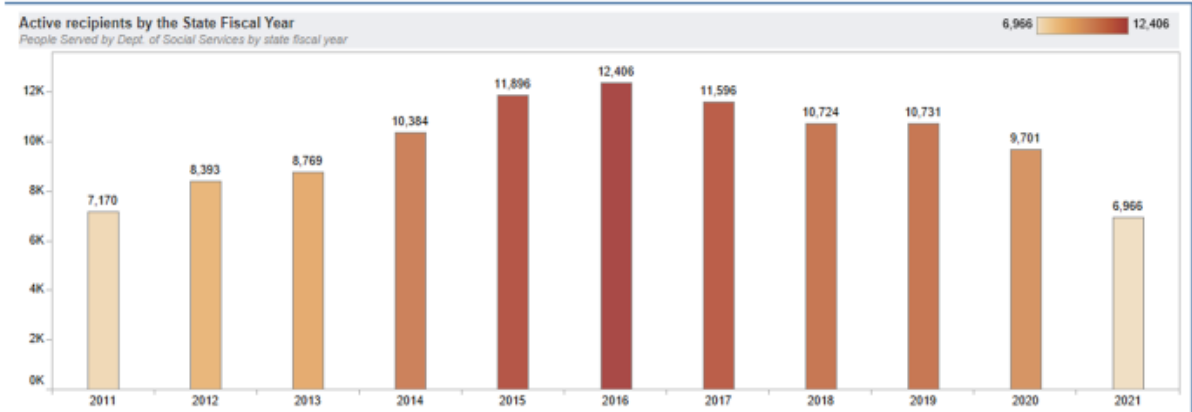 Active recipients by the State Fiscal Year
People Served by Dept. of Social Services by state fiscal year
6,966 12,406
12K
10K
8K
6K
4K
2K
0K
7,170
8,393
8,769
10,384
11,896
12,406
11,596
10,724
10,731
9,701
6,966
2011 2012 2013 2014 2015 2016 2017 2018 2019 2020 2021